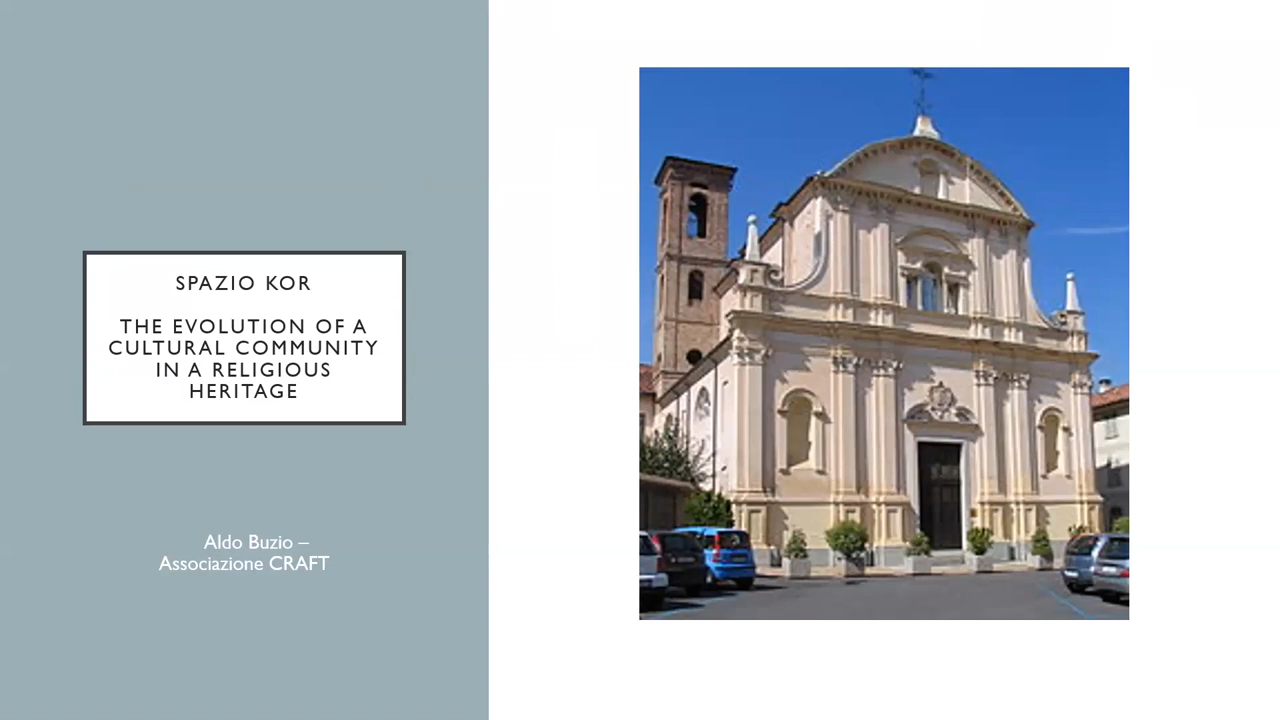 SPAZIO KOR
THE EVOLUTION OF A
CULTURAL COMMUNITY
IN A RELIGIOUS
HERITAGE
Aldo Buzio –
Associazione CRAFT